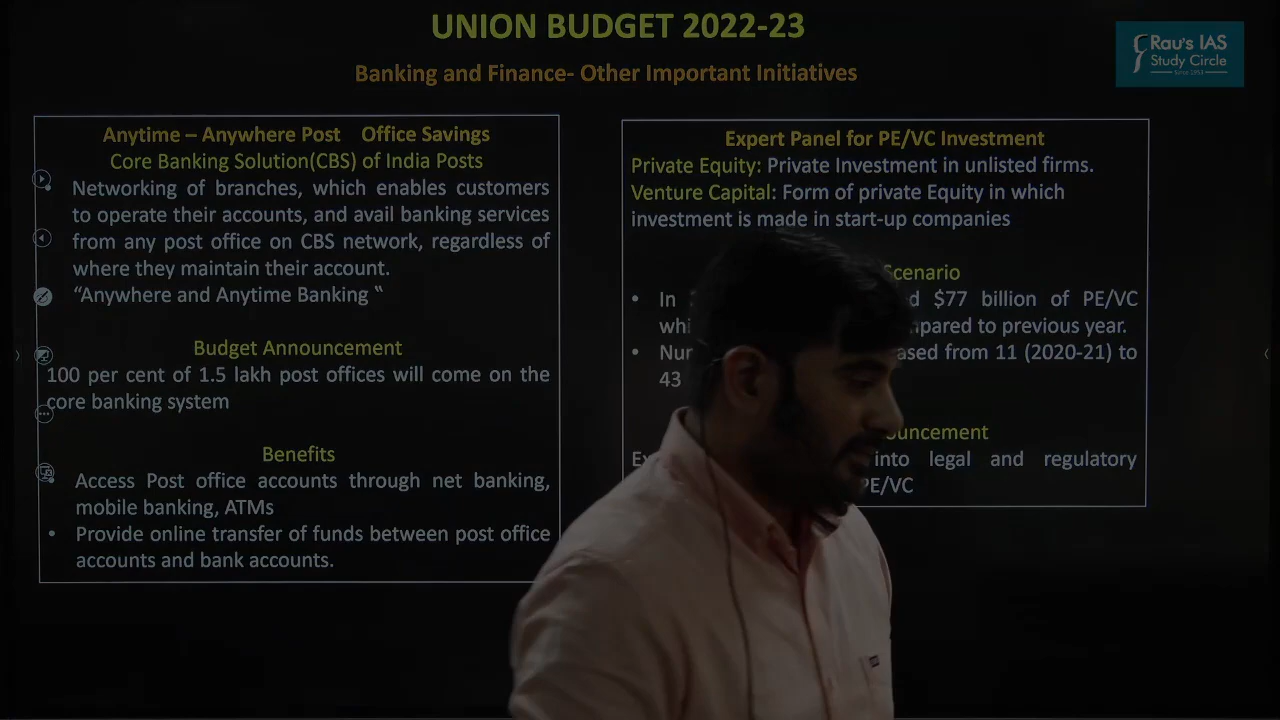 UNION BUDGET 2022-23
Banking and Finance- Other Important Initiatives
Rau's IAS
Study Circle
Since 1953
Anytime – Anywhere Post Office Savings
Core Banking Solution(CBS) of India Posts
Networking of branches, which enables customers
to operate their accounts, and avail banking services
from any post office on CBS network, regardless of
where they maintain their account.
“Anywhere and Anytime Banking “
Budget Announcement
100 per cent of 1.5 lakh post offices will come on the
core banking system
Benefits
Access Post office accounts through net banking,
mobile banking, ATMs
• Provide online transfer of funds between post office
accounts and bank accounts.
Expert Panel for PE/VC Investment
Private Equity: Private Investment in unlisted firms.
Venture Capital: Form of private Equity in which
investment is made in start-up companies
Scenario
• In $77 billion of PE/VC
to previous year.
• from 11 (2020-21) to
43
into legal and regulatory
PE/VC